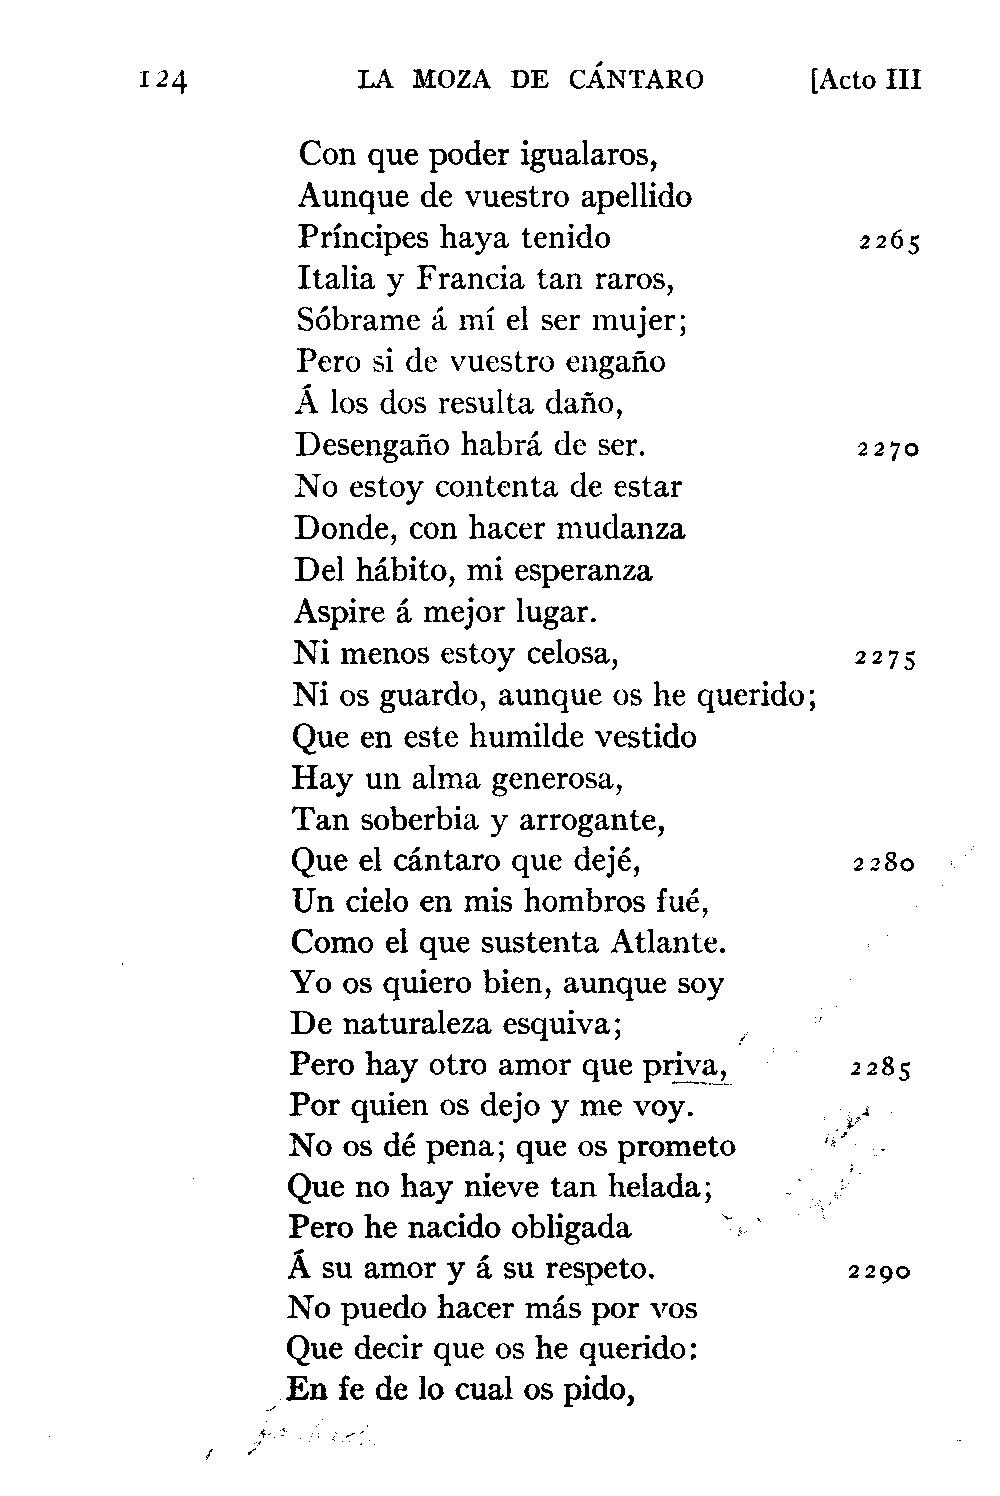 124 LA MOZA DE CÁNTARO [Acto III
Con que poder igualaros,
Aunque de vuestro apellido
Príncipes haya tenido 2265
Italia y Francia tan raros,
Sóbrame á mí el ser mujer;
Pero si de vuestro engaño
Á los dos resulta daño,
Desengaño habrá de ser. 2270
No estoy contenta de estar
Donde, con hacer mudanza
Del hábito, mi esperanza
Aspire á mejor lugar.
Ni menos estoy celosa, 2275
Ni os guardo, aunque os he querido;
Que en este humilde vestido
Hay un alma generosa,
Tan soberbia y arrogante,
Que el cántaro que dejé, 2280
Un cielo en mis hombros fué,
Como el que sustenta Atlante.
Yo os quiero bien, aunque soy
De naturaleza esquiva;
Pero hay otro amor que priva, 2285
Por quien os dejo y me voy.
No os dé pena; que os prometo
Que no hay nieve tan helada;
Pero he nacido obligada
Á su amor y á su respeto. 2290
No puedo hacer más por vos
Que decir que os he querido:
En fe de lo cual os pido,